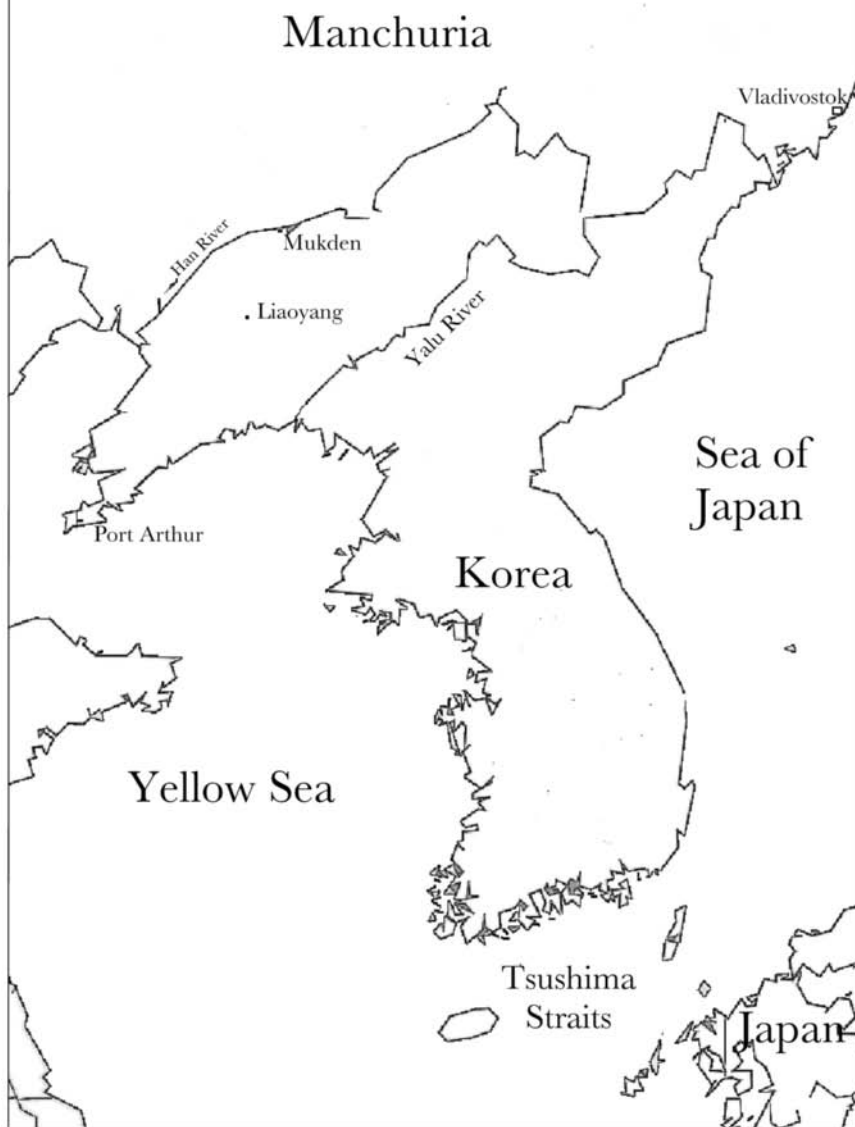 Manchuria
Vladivostok
Han River
Mukden
Liaoyang
Yalu River
Sea of
Japan
Port Arthur
Korea
Yellow Sea
Tsushima
Straits
Japan